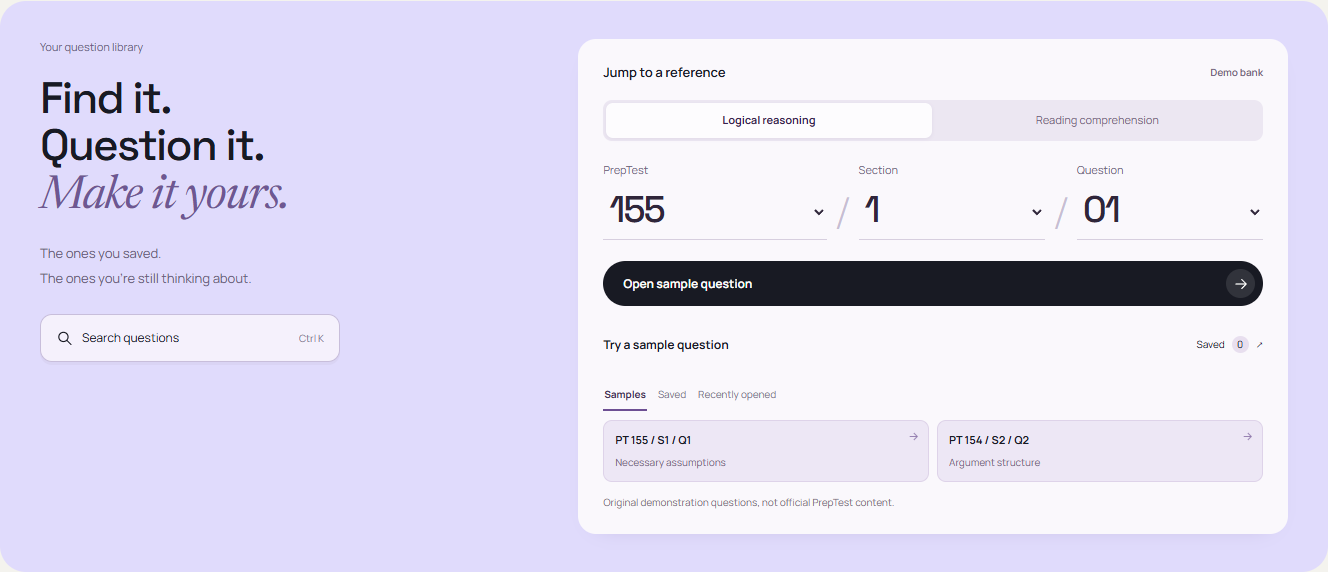 Your question library
Find it.
Question it.
Make it yours.
The ones you saved.
The ones you're still thinking about.
Search questions Ctrl K
Jump to a reference Demo bank
Logical reasoning Reading comprehension
PrepTest Section Question
155 / 1 / 01
Open sample question
Try a sample question Saved 0 ↗
Samples Saved Recently opened
PT 155 / S1 / Q1 → PT 154 / S2 / Q2 →
Necessary assumptions Argument structure
Original demonstration questions, not official PrepTest content.